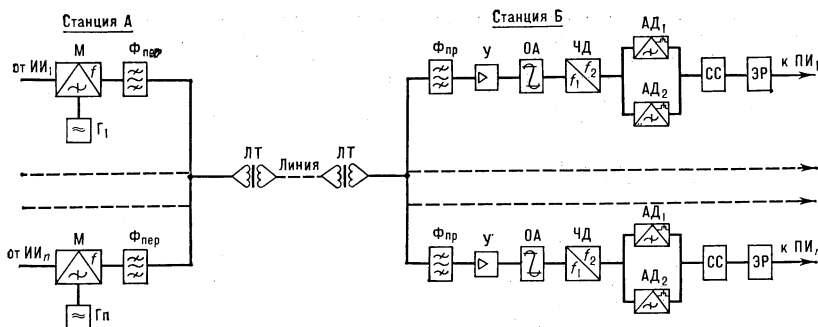 Станция А
Станция Б
М
Фпер
от ИИ1
f
Г1
Фпр
У
ОА
ЧД
f1 f2
АД1
АД2
СС
ЭР
к ПИ1
ЛТ
Линия
ЛТ
М
Фпер
от ИИn
f
Гп
Фпр
У
ОА
ЧД
f1 f2
АД1
АД2
СС
ЭР
к ПИn